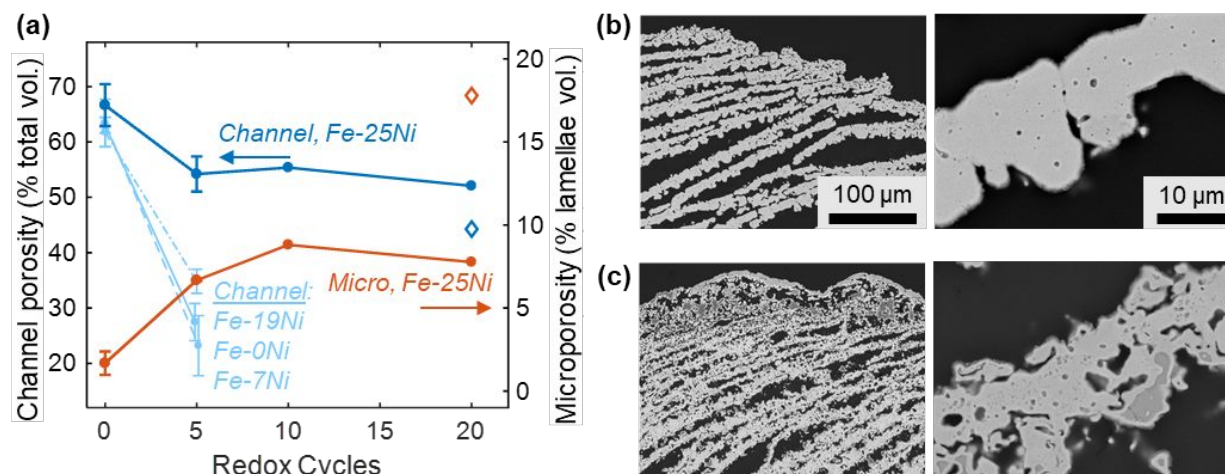 (a)
Channel porosity (% total vol.)
70
60
50
40
30
20
Channel, Fe-25Ni
Channel:
Fe-19Ni
Fe-0Ni
Fe-7Ni
Micro, Fe-25Ni
20
15
10
5
0
Microporosity (% lamellae vol.)
0 5 10 15 20
Redox Cycles
(b)
100 µm
10 µm
(c)